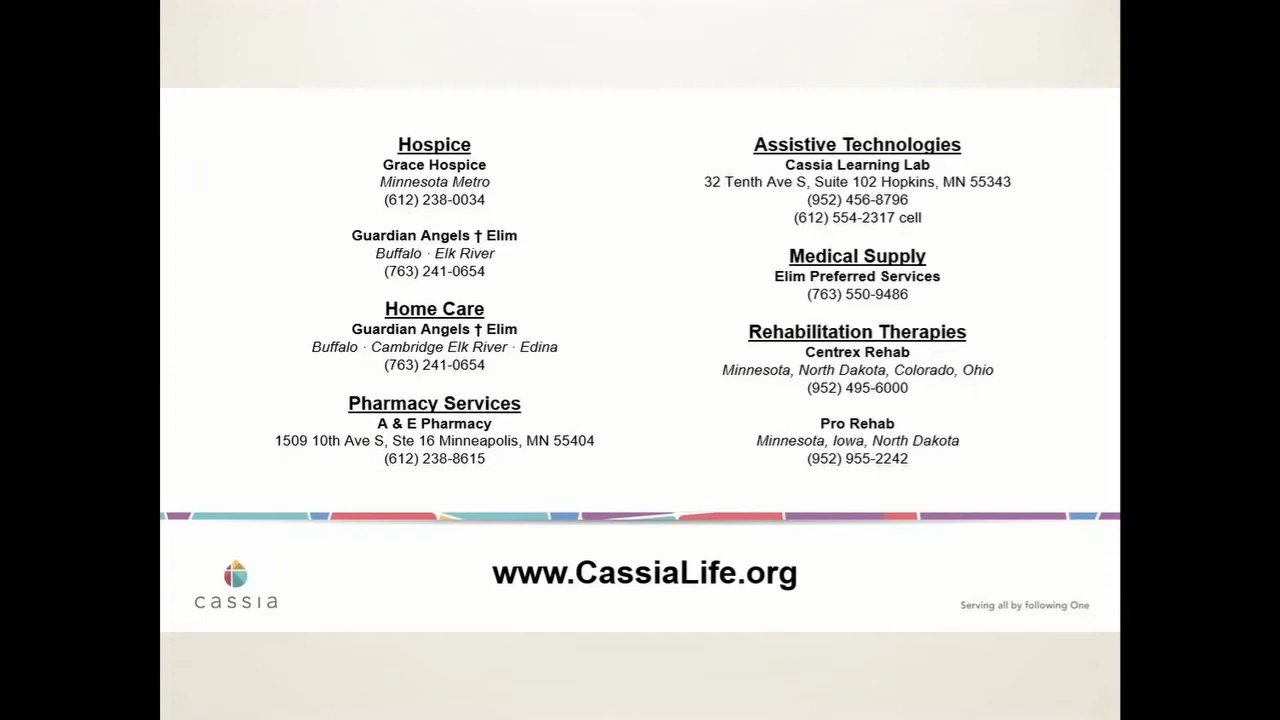 Hospice
Grace Hospice
Minnesota Metro
(612) 238-0034
Guardian Angels † Elim
Buffalo · Elk River
(763) 241-0654
Home Care
Guardian Angels † Elim
Buffalo · Cambridge Elk River · Edina
(763) 241-0654
Pharmacy Services
A & E Pharmacy
1509 10th Ave S, Ste 16 Minneapolis, MN 55404
(612) 238-8615
Assistive Technologies
Cassia Learning Lab
32 Tenth Ave S, Suite 102 Hopkins, MN 55343
(952) 456-8796
(612) 554-2317 cell
Medical Supply
Elim Preferred Services
(763) 550-9486
Rehabilitation Therapies
Centrex Rehab
Minnesota, North Dakota, Colorado, Ohio
(952) 495-6000
Pro Rehab
Minnesota, Iowa, North Dakota
(952) 955-2242
www.CassiaLife.org
cassia
Serving all by following One